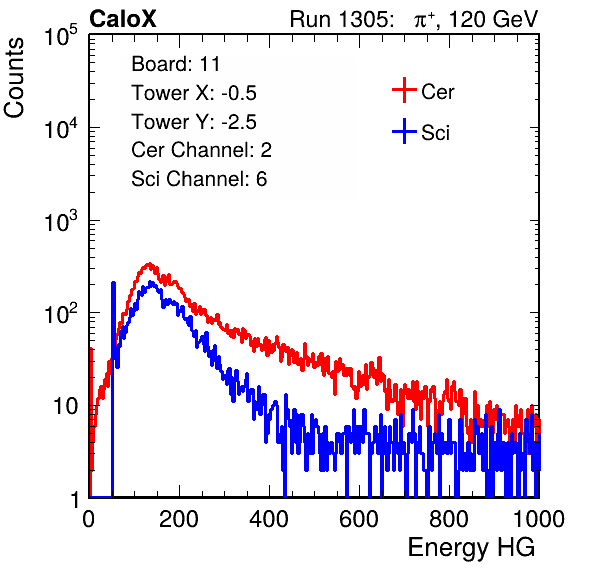 CaloX Run 1305: π⁺, 120 GeV
Counts
10⁵
10⁴
10³
10²
10
1
Board: 11
Tower X: -0.5
Tower Y: -2.5
Cer Channel: 2
Sci Channel: 6
Cer
Sci
0 200 400 600 800 1000
Energy HG